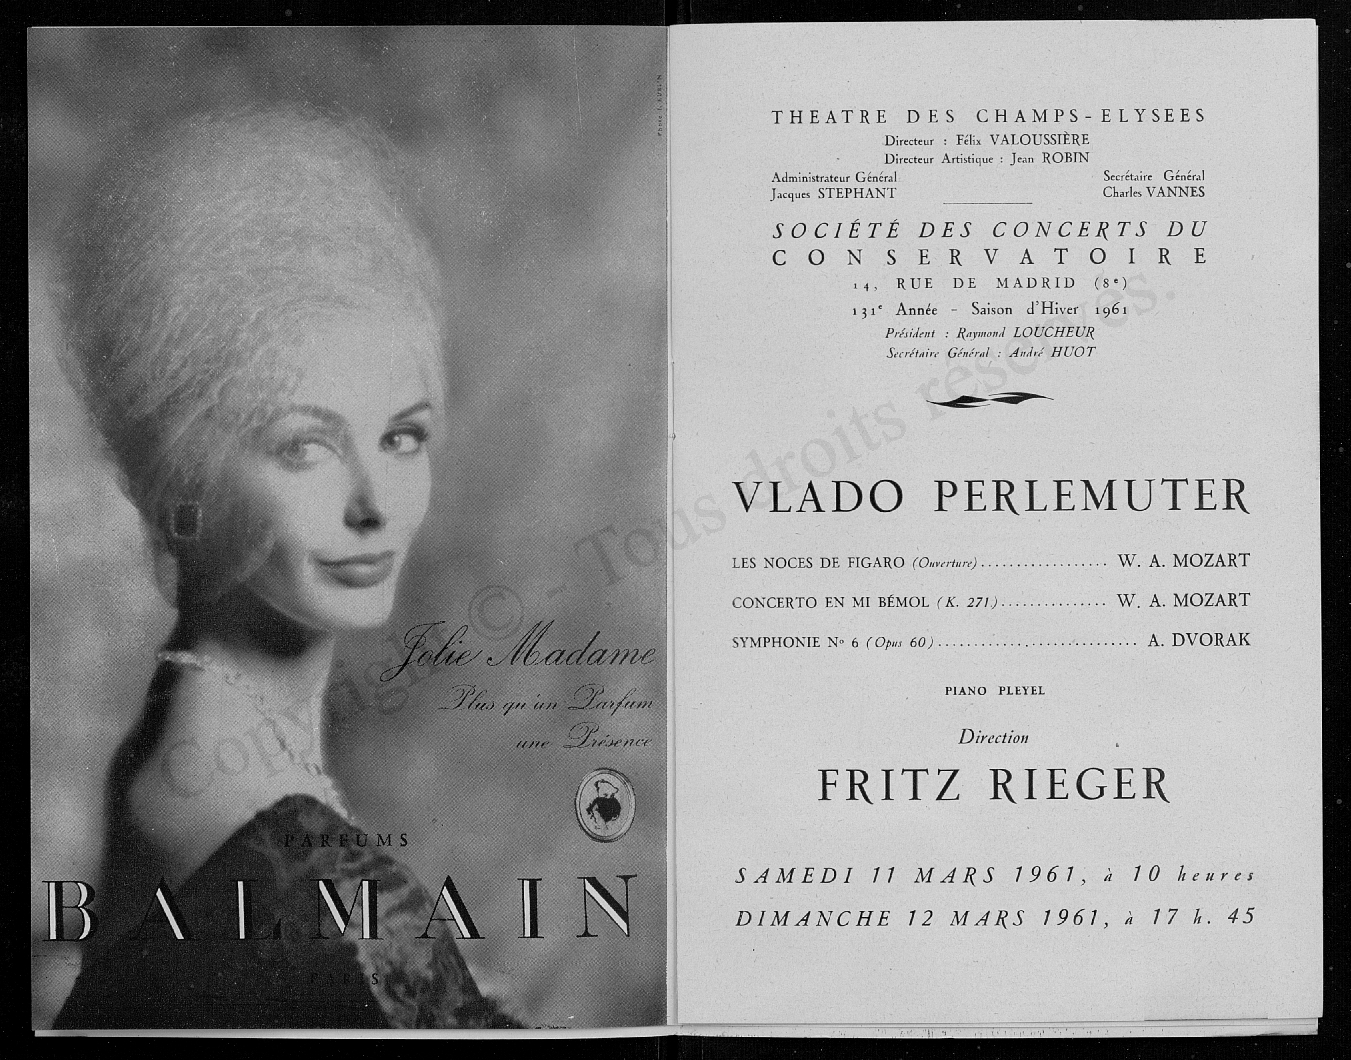 Jolie Madame
Plus qu'un Parfum
une Présence
PARFUMS
BALMAIN
PARIS
THEATRE DES CHAMPS-ELYSEES
Directeur : Félix VALOUSSIÈRE
Directeur Artistique : Jean ROBIN
Administrateur Général
Jacques STEPHANT
Secrétaire Général
Charles VANNES
SOCIÉTÉ DES CONCERTS DU
CONSERVATOIRE
14, RUE DE MADRID (8e)
131e Année - Saison d'Hiver 1961
Président : Raymond LOUCHEUR
Secrétaire Général : André HUOT
VLADO PERLEMUTER
LES NOCES DE FIGARO (Ouverture).................. W. A. MOZART
CONCERTO EN MI BÉMOL (K. 271.)............... W. A. MOZART
SYMPHONIE No 6 (Opus 60)............................ A. DVORAK
PIANO PLEYEL
Direction
FRITZ RIEGER
SAMEDI 11 MARS 1961, à 10 heures
DIMANCHE 12 MARS 1961, à 17 h. 45
Copyright © - Tous droits réservés.